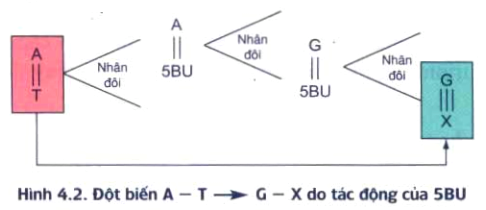 A
T
Nhân
đôi
A
5BU
Nhân
đôi
G
5BU
Nhân
đôi
G
X
Hình 4.2. Đột biến A – T → G – X do tác động của 5BU